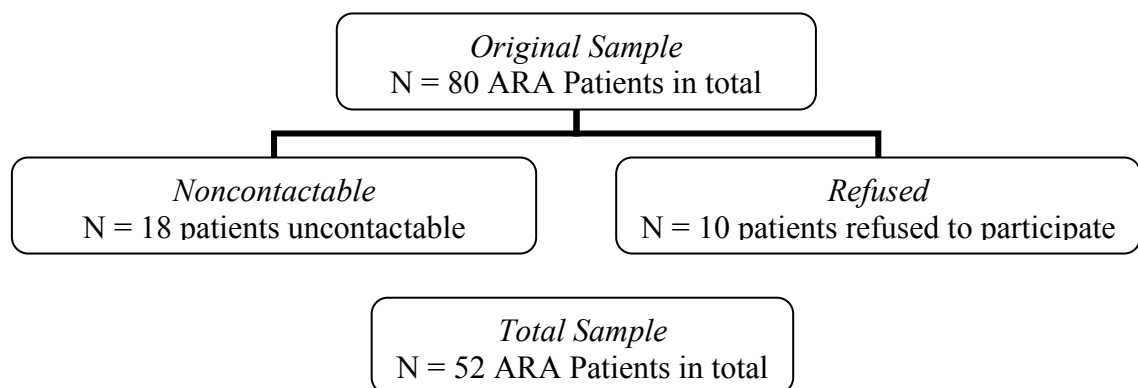 Original Sample
N = 80 ARA Patients in total
Noncontactable
N = 18 patients uncontactable
Refused
N = 10 patients refused to participate
Total Sample
N = 52 ARA Patients in total